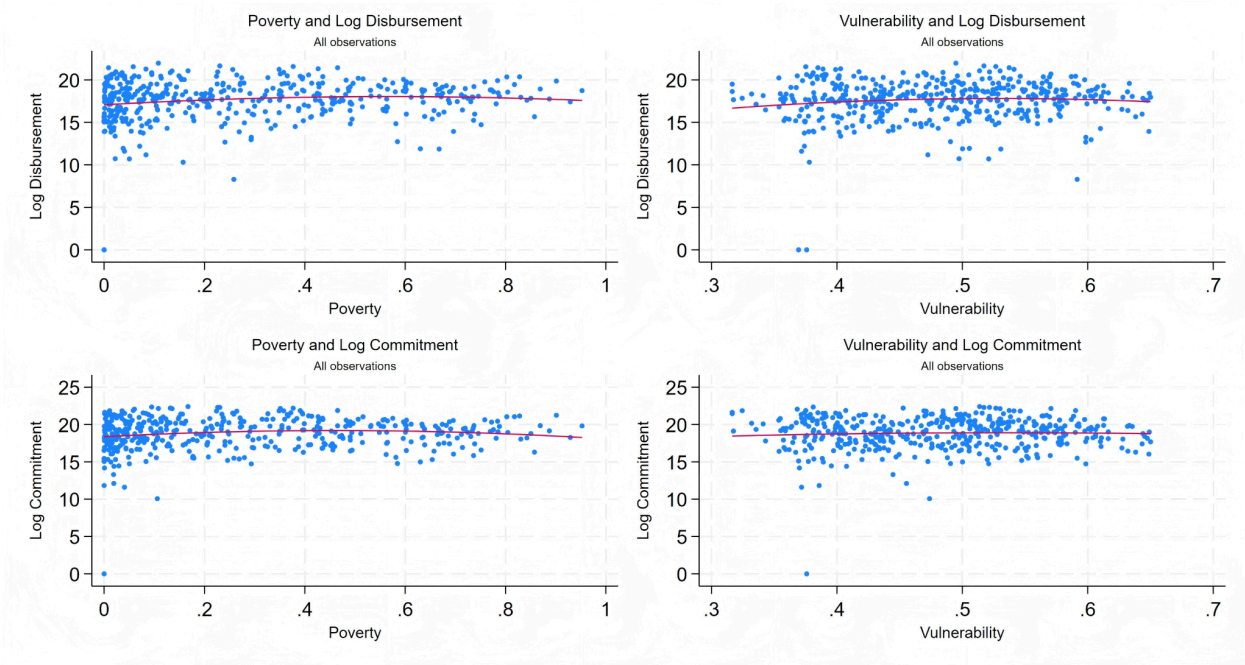 Poverty and Log Disbursement
All observations
Log Disbursement
20
15
10
5
0
0 .2 .4 .6 .8 1
Poverty
Vulnerability and Log Disbursement
All observations
Log Disbursement
20
15
10
5
0
.3 .4 .5 .6 .7
Vulnerability
Poverty and Log Commitment
All observations
Log Commitment
25
20
15
10
5
0
0 .2 .4 .6 .8 1
Poverty
Vulnerability and Log Commitment
All observations
Log Commitment
25
20
15
10
5
0
.3 .4 .5 .6 .7
Vulnerability